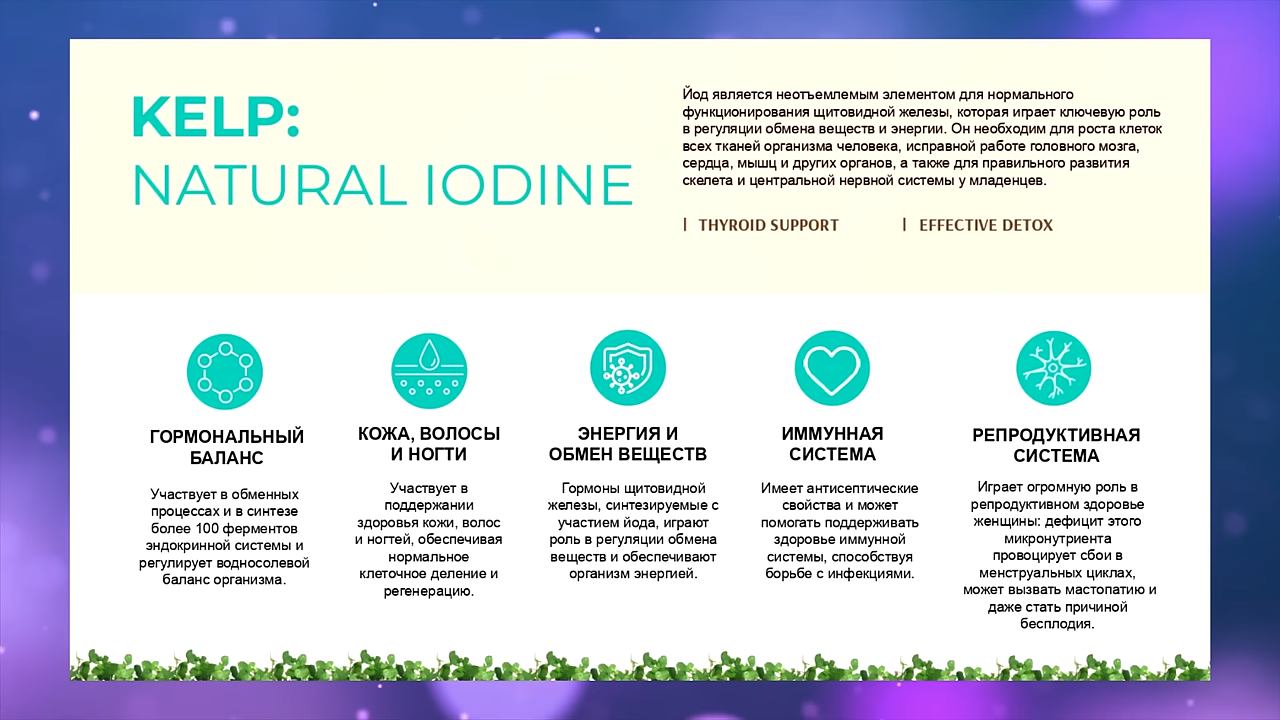 KELP:
NATURAL IODINE
Йод является неотъемлемым элементом для нормального
функционирования щитовидной железы, которая играет ключевую роль
в регуляции обмена веществ и энергии. Он необходим для роста клеток
всех тканей организма человека, исправной работе головного мозга,
сердца, мышц и других органов, а также для правильного развития
скелета и центральной нервной системы у младенцев.
| THYROID SUPPORT | EFFECTIVE DETOX
ГОРМОНАЛЬНЫЙ
БАЛАНС
Участвует в обменных
процессах и в синтезе
более 100 ферментов
эндокринной системы и
регулирует водносолевой
баланс организма.
КОЖА, ВОЛОСЫ
И НОГТИ
Участвует в
поддержании
здоровья кожи, волос
и ногтей, обеспечивая
нормальное
клеточное деление и
регенерацию.
ЭНЕРГИЯ И
ОБМЕН ВЕЩЕСТВ
Гормоны щитовидной
железы, синтезируемые с
участием йода, играют
роль в регуляции обмена
веществ и обеспечивают
организм энергией.
ИММУННАЯ
СИСТЕМА
Имеет антисептические
свойства и может
помогать поддерживать
здоровье иммунной
системы, способствуя
борьбе с инфекциями.
РЕПРОДУКТИВНАЯ
СИСТЕМА
Играет огромную роль в
репродуктивном здоровье
женщины: дефицит этого
микронутриента
провоцирует сбои в
менструальных циклах,
может вызвать мастопатию и
даже стать причиной
бесплодия.